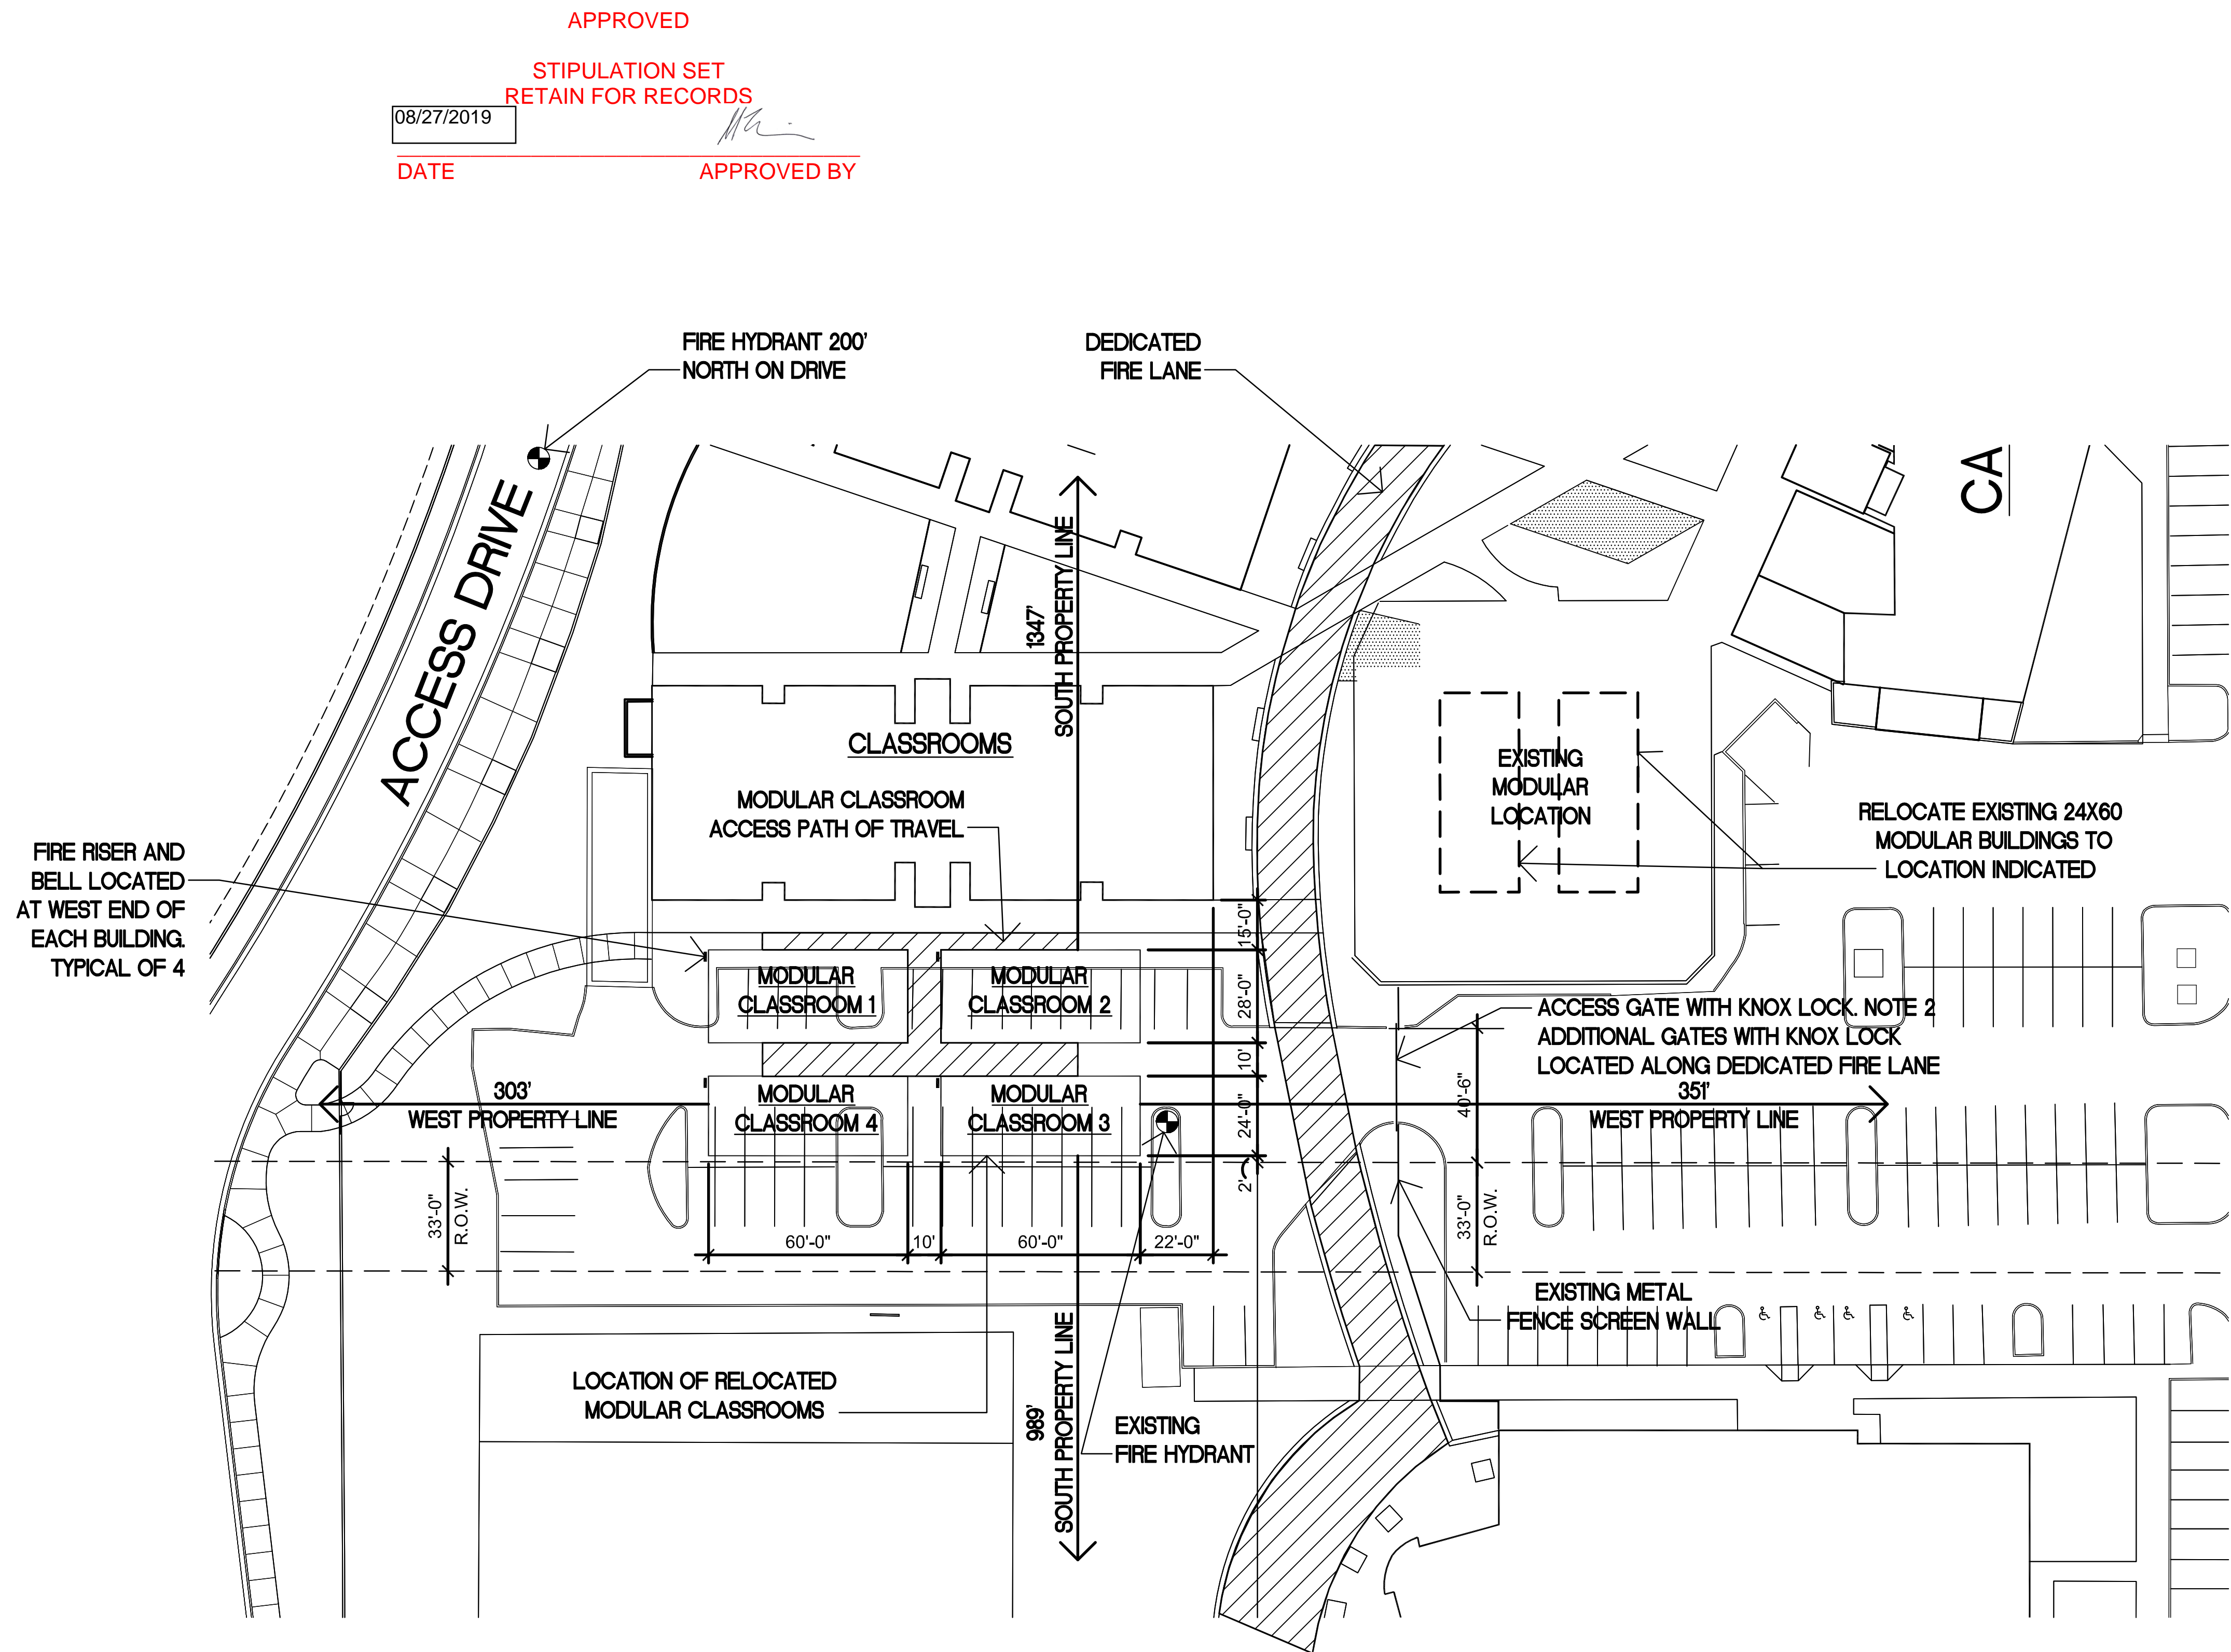 APPROVED
STIPULATION SET
RETAIN FOR RECORDS
08/27/2019
DATE
APPROVED BY
FIRE HYDRANT 200'
NORTH ON DRIVE
DEDICATED
FIRE LANE
ACCESS DRIVE
1347'
SOUTH PROPERTY LINE
CA
CLASSROOMS
MODULAR CLASSROOM
ACCESS PATH OF TRAVEL
EXISTING
MODULAR
LOCATION
RELOCATE EXISTING 24X60
MODULAR BUILDINGS TO
LOCATION INDICATED
FIRE RISER AND
BELL LOCATED
AT WEST END OF
EACH BUILDING.
TYPICAL OF 4
15'-0"
28'-0"
10'
24'-0"
2'
MODULAR
CLASSROOM 1
MODULAR
CLASSROOM 2
MODULAR
CLASSROOM 4
MODULAR
CLASSROOM 3
ACCESS GATE WITH KNOX LOCK. NOTE 2
ADDITIONAL GATES WITH KNOX LOCK
LOCATED ALONG DEDICATED FIRE LANE
303'
WEST PROPERTY LINE
351'
WEST PROPERTY LINE
40'-6"
33'-0"
R.O.W.
33'-0"
R.O.W.
60'-0"
10'
60'-0"
22'-0"
EXISTING METAL
FENCE SCREEN WALL
LOCATION OF RELOCATED
MODULAR CLASSROOMS
989'
SOUTH PROPERTY LINE
EXISTING
FIRE HYDRANT